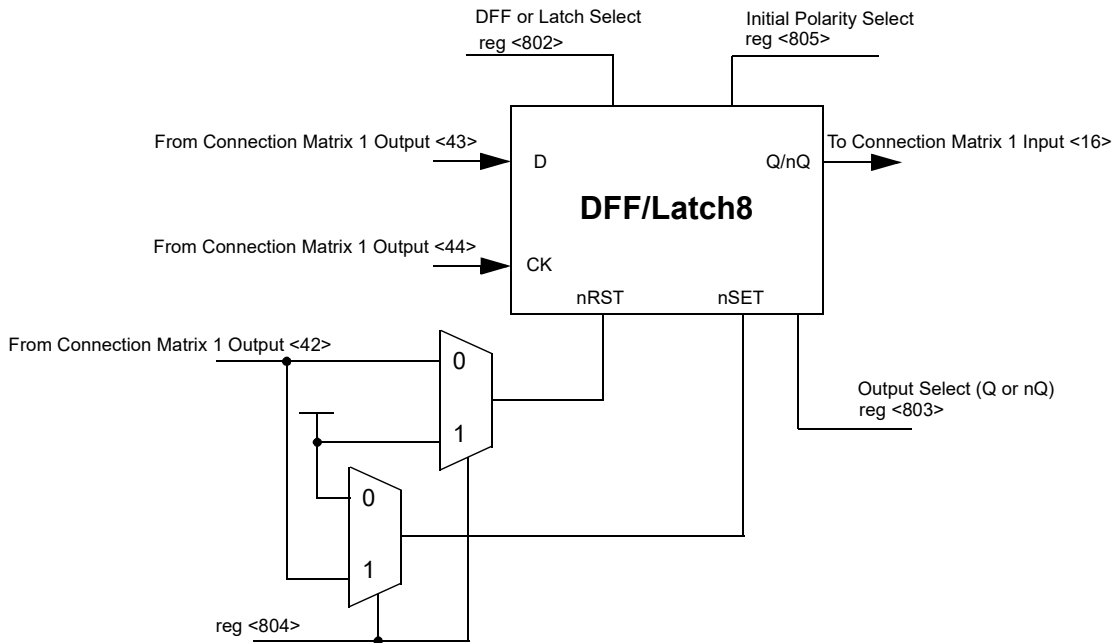 DFF or Latch Select
reg <802>
Initial Polarity Select
reg <805>
From Connection Matrix 1 Output <43>
D
Q/nQ
To Connection Matrix 1 Input <16>
DFF/Latch8
From Connection Matrix 1 Output <44>
CK
nRST
nSET
From Connection Matrix 1 Output <42>
0
1
Output Select (Q or nQ)
reg <803>
0
1
reg <804>